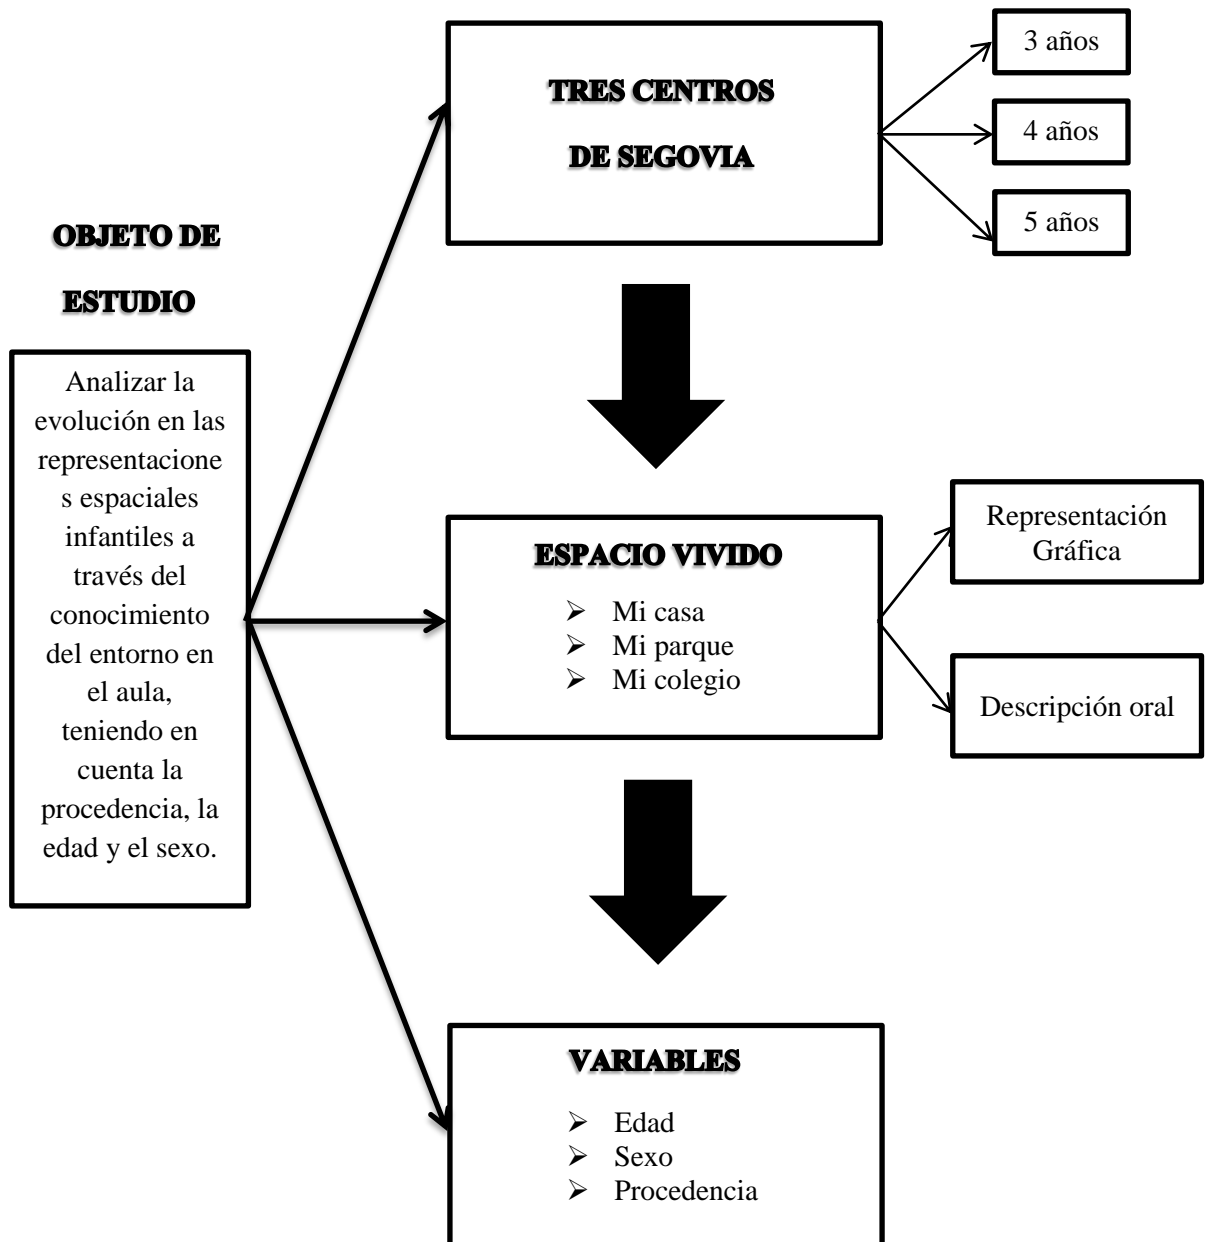 OBJETO DE
ESTUDIO
Analizar la
evolución en las
representacione
s espaciales
infantiles a
través del
conocimiento
del entorno en
el aula,
teniendo en
cuenta la
procedencia, la
edad y el sexo.
TRES CENTROS
DE SEGOVIA
3 años
4 años
5 años
ESPACIO VIVIDO
➢ Mi casa
➢ Mi parque
➢ Mi colegio
Representación
Gráfica
Descripción oral
VARIABLES
➢ Edad
➢ Sexo
➢ Procedencia